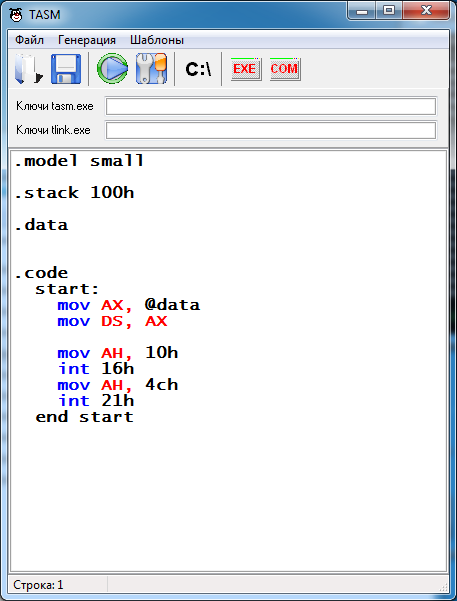 TASM
Файл Генерация Шаблоны
C:\ EXE COM
Ключи tasm.exe
Ключи tlink.exe
.model small
.stack 100h
.data
.code
start:
mov AX, @data
mov DS, AX
mov AH, 10h
int 16h
mov AH, 4ch
int 21h
end start
Строка: 1